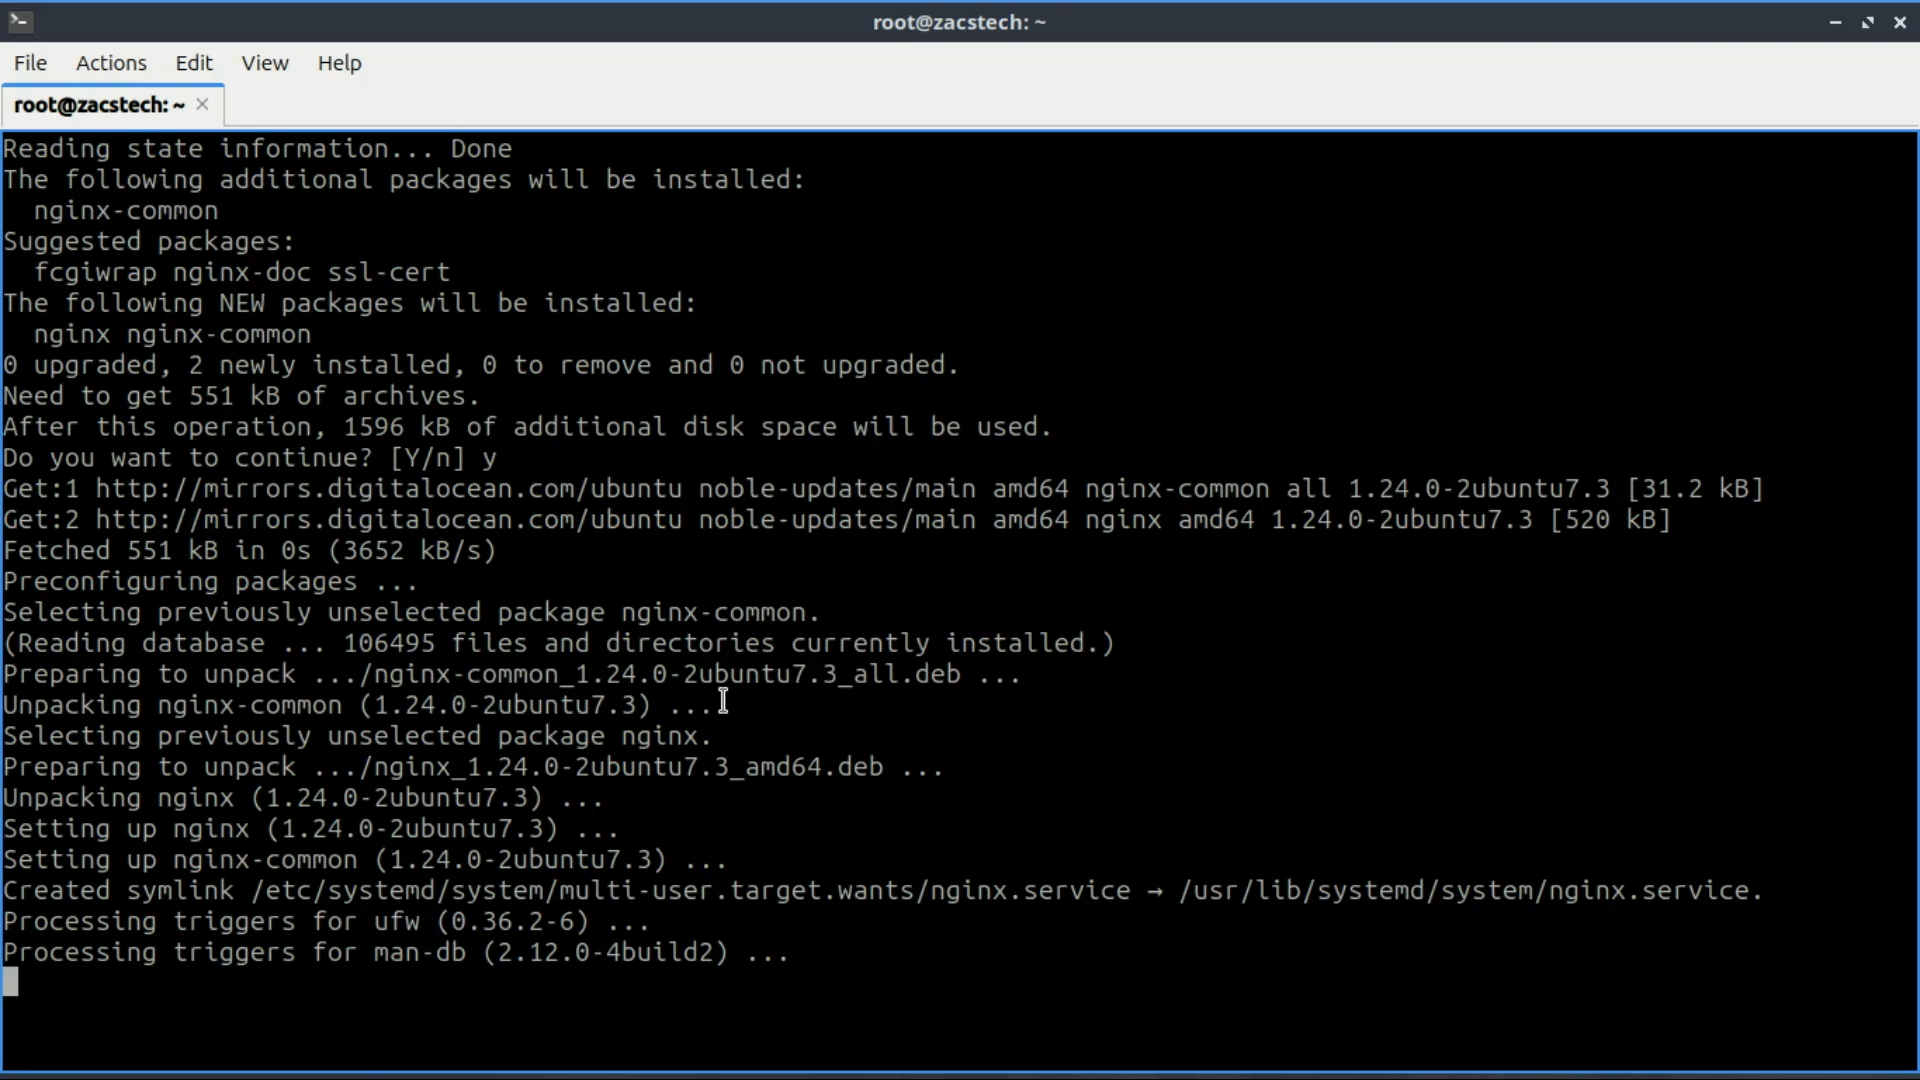 root@zacstech: ~
File Actions Edit View Help
root@zacstech: ~
Reading state information... Done
The following additional packages will be installed:
  nginx-common
Suggested packages:
  fcgiwrap nginx-doc ssl-cert
The following NEW packages will be installed:
  nginx nginx-common
0 upgraded, 2 newly installed, 0 to remove and 0 not upgraded.
Need to get 551 kB of archives.
After this operation, 1596 kB of additional disk space will be used.
Do you want to continue? [Y/n] y
Get:1 http://mirrors.digitalocean.com/ubuntu noble-updates/main amd64 nginx-common all 1.24.0-2ubuntu7.3 [31.2 kB]
Get:2 http://mirrors.digitalocean.com/ubuntu noble-updates/main amd64 nginx amd64 1.24.0-2ubuntu7.3 [520 kB]
Fetched 551 kB in 0s (3652 kB/s)
Preconfiguring packages ...
Selecting previously unselected package nginx-common.
(Reading database ... 106495 files and directories currently installed.)
Preparing to unpack .../nginx-common_1.24.0-2ubuntu7.3_all.deb ...
Unpacking nginx-common (1.24.0-2ubuntu7.3) ...
Selecting previously unselected package nginx.
Preparing to unpack .../nginx_1.24.0-2ubuntu7.3_amd64.deb ...
Unpacking nginx (1.24.0-2ubuntu7.3) ...
Setting up nginx (1.24.0-2ubuntu7.3) ...
Setting up nginx-common (1.24.0-2ubuntu7.3) ...
Created symlink /etc/systemd/system/multi-user.target.wants/nginx.service → /usr/lib/systemd/system/nginx.service.
Processing triggers for ufw (0.36.2-6) ...
Processing triggers for man-db (2.12.0-4build2) ...